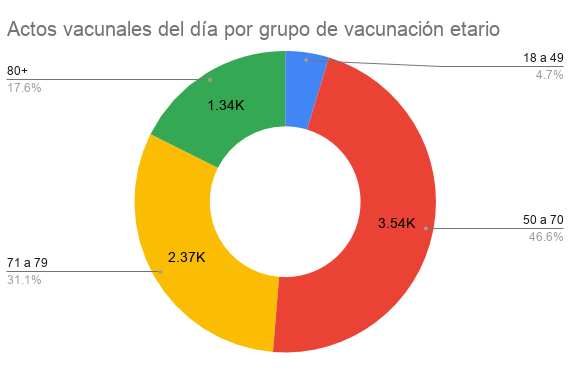 Actos vacunales del día por grupo de vacunación etario
18 a 49
4.7%
80+
17.6%
1.34K
50 a 70
46.6%
3.54K
2.37K
71 a 79
31.1%